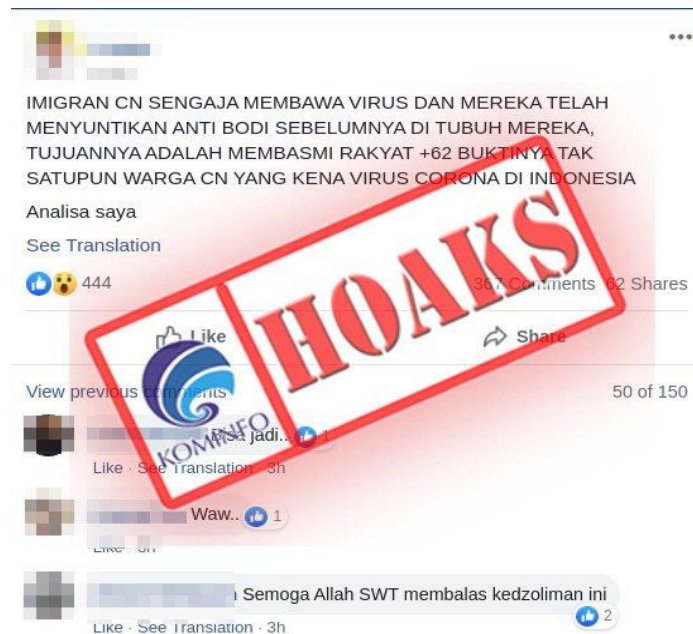 IMIGRAN CN SENGAJA MEMBAWA VIRUS DAN MEREKA TELAH
MENYUNTIKAN ANTI BODI SEBELUMNYA DI TUBUH MEREKA,
TUJUANNYA ADALAH MEMBASMI RAKYAT +62 BUKTINYA TAK
SATUPUN WARGA CN YANG KENA VIRUS CORONA DI INDONESIA
Analisa saya
See Translation
444 367 Comments 62 Shares
Like Share
HOAKS
KOMINFO
View previous comments 50 of 150
Bisa jadi.. 1
Like · See Translation · 3h
Waw.. 1
Like · 3h
Semoga Allah SWT membalas kedzoliman ini
2
Like · See Translation · 3h